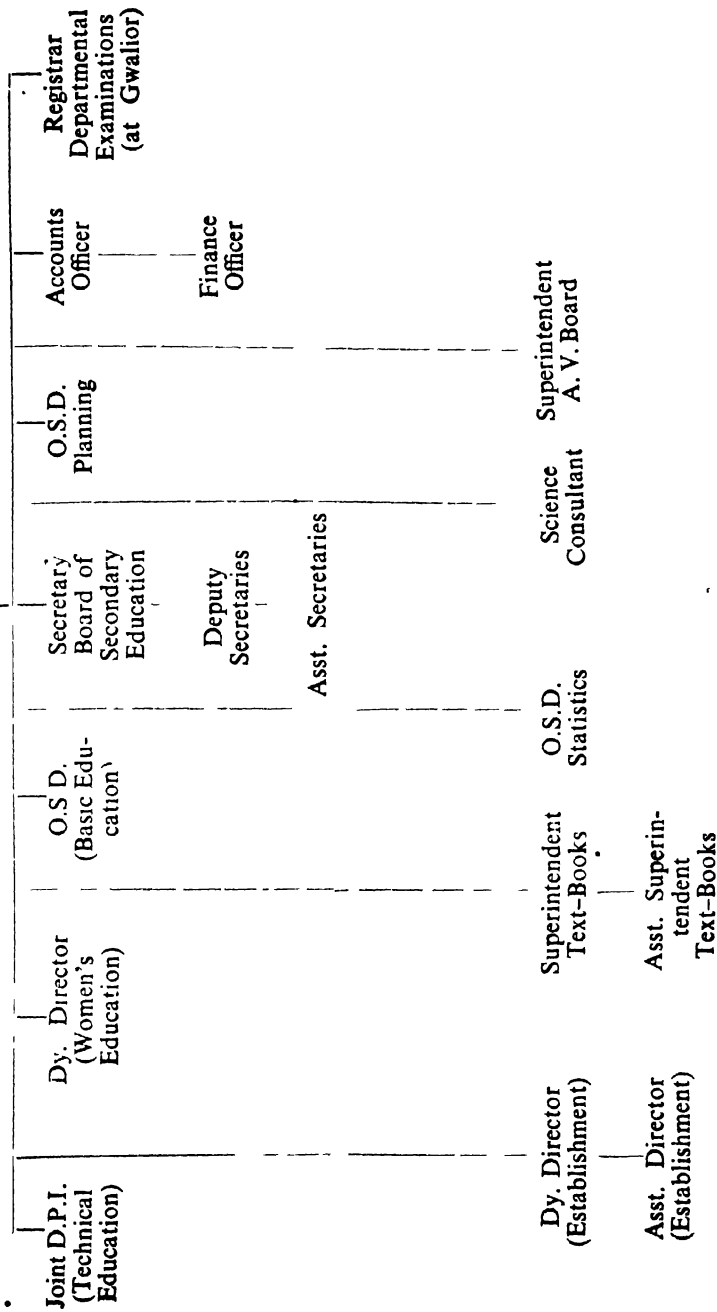 Joint D.P.I.
(Technical
Education)
Dy. Director
(Women's
Education)
O.S D.
(Basic Edu-
cation)
Secretary
Board of
Secondary
Education
O.S.D.
Planning
Accounts
Officer
Registrar
Departmental
Examinations
(at Gwalior)
Deputy
Secretaries
Finance
Officer
Asst. Secretaries
Dy. Director
(Establishment)
Superintendent
Text-Books
O.S.D.
Statistics
Science
Consultant
Superintendent
A. V. Board
Asst. Director
(Establishment)
Asst. Superin-
tendent
Text-Books